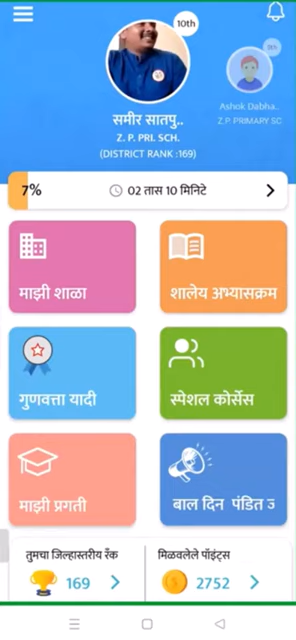 10th
8th
समीर सातपु..
Z. P. PRI. SCH.
(DISTRICT RANK :169)
Ashok Dabha..
Z.P PRIMARY SC
7%
02 तास 10 मिनिटे
माझी शाळा
शालेय अभ्यासक्रम
गुणवत्ता यादी
स्पेशल कोर्सेस
माझी प्रगती
बाल दिन पंडित ज
तुमचा जिल्हास्तरीय रँक
मिळवलेले पॉइंट्स
169
2752